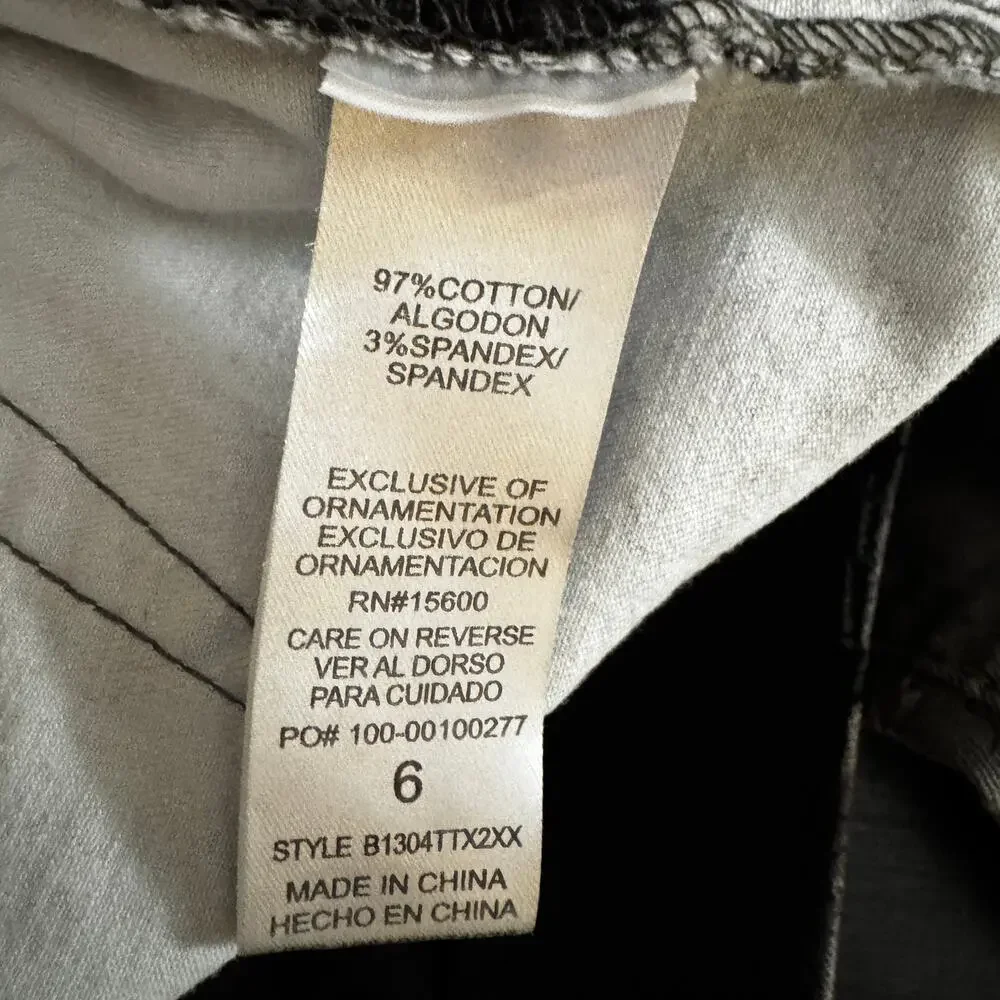 97%COTTON/
ALGODON
3%SPANDEX/
SPANDEX
EXCLUSIVE OF
ORNAMENTATION
EXCLUSIVO DE
ORNAMENTACION
RN#15600
CARE ON REVERSE
VER AL DORSO
PARA CUIDADO
PO# 100-00100277
6
STYLE B1304TTX2XX
MADE IN CHINA
HECHO EN CHINA